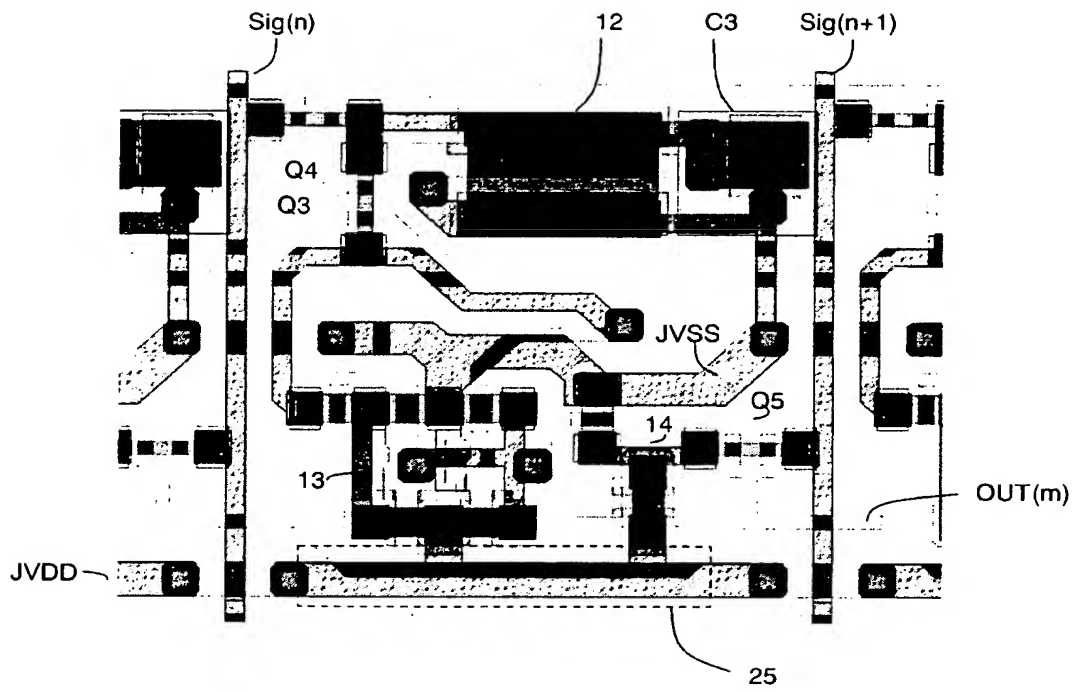 Sig(n)
12
C3
Sig(n+1)
Q4
Q3
JVSS
Q5
14
13
OUT(m)
JVDD
25